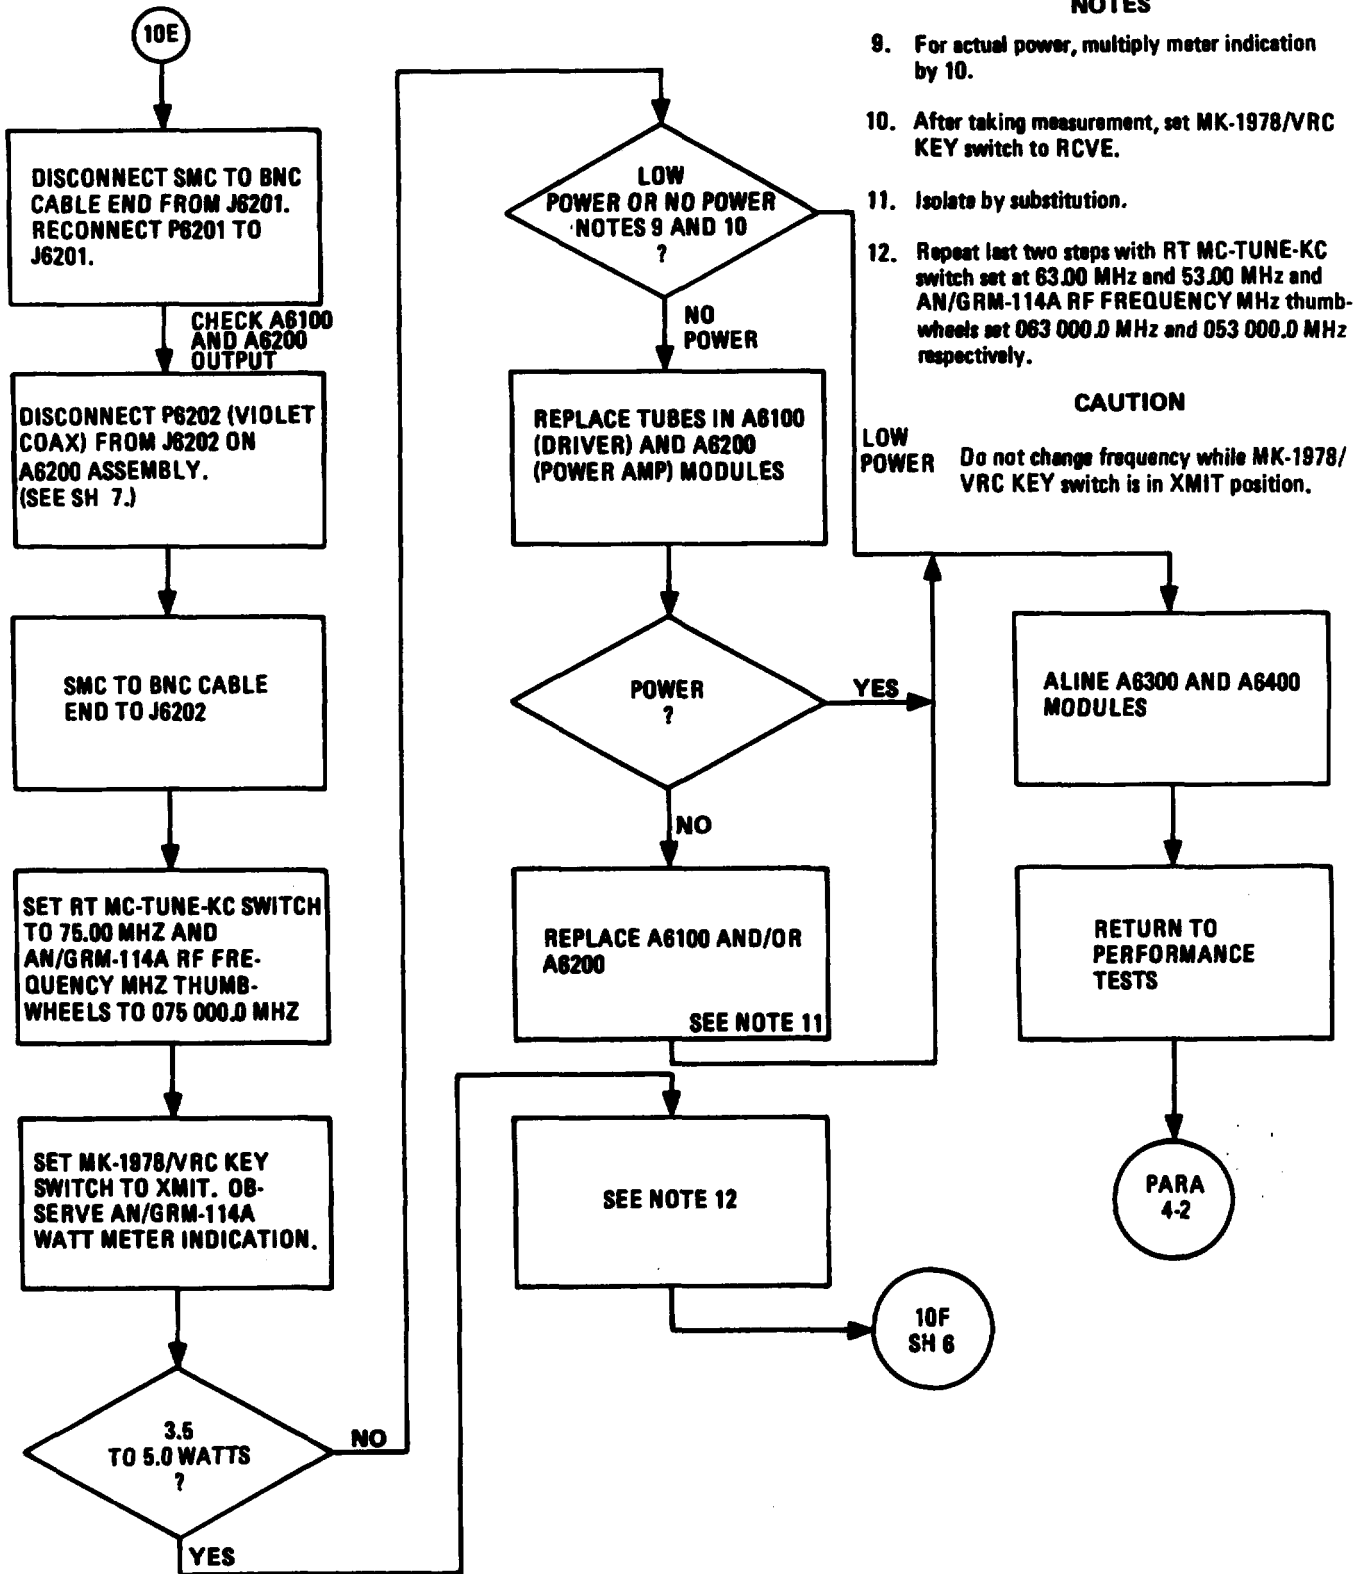 10E
DISCONNECT SMC TO BNC
CABLE END FROM J6201.
RECONNECT P6201 TO
J6201.
CHECK A6100
AND A6200
OUTPUT
DISCONNECT P6202 (VIOLET
COAX) FROM J6202 ON
A6200 ASSEMBLY.
(SEE SH 7.)
SMC TO BNC CABLE
END TO J6202
SET RT MC-TUNE-KC SWITCH
TO 75.00 MHZ AND
AN/GRM-114A RF FRE-
QUENCY MHZ THUMB-
WHEELS TO 075 000.0 MHZ
SET MK-1978/VRC KEY
SWITCH TO XMIT. OB-
SERVE AN/GRM-114A
WATT METER INDICATION.
3.5
TO 5.0 WATTS
?
NO
YES
LOW
POWER OR NO POWER
NOTES 9 AND 10
?
NO
POWER
REPLACE TUBES IN A6100
(DRIVER) AND A6200
(POWER AMP) MODULES
POWER
?
YES
NO
REPLACE A6100 AND/OR
A6200
SEE NOTE 11
SEE NOTE 12
10F
SH 6
LOW
POWER
ALINE A6300 AND A6400
MODULES
RETURN TO
PERFORMANCE
TESTS
PARA
4-2
NOTES
9. For actual power, multiply meter indication
by 10.
10. After taking measurement, set MK-1978/VRC
KEY switch to RCVE.
11. Isolate by substitution.
12. Repeat last two steps with RT MC-TUNE-KC
switch set at 63.00 MHz and 53.00 MHz and
AN/GRM-114A RF FREQUENCY MHz thumb-
wheels set 063 000.0 MHz and 053 000.0 MHz
respectively.
CAUTION
Do not change frequency while MK-1978/
VRC KEY switch is in XMIT position.